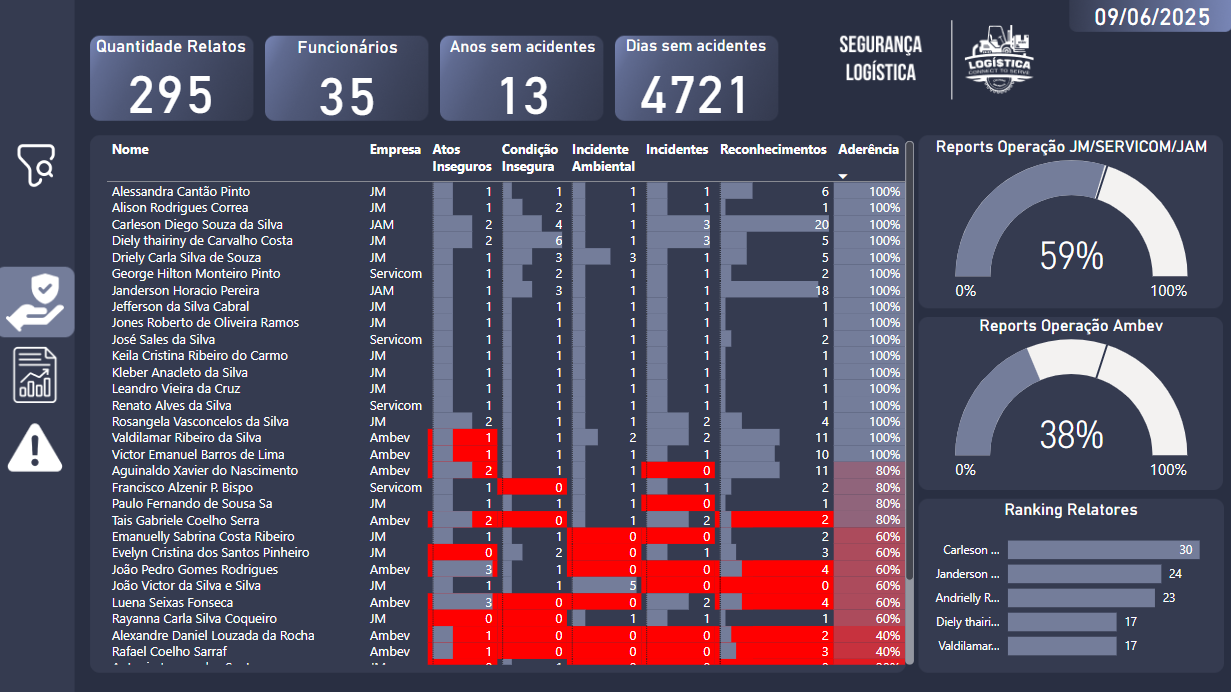 09/06/2025
Quantidade Relatos
295
Funcionários
35
Anos sem acidentes
13
Dias sem acidentes
4721
SEGURANÇA
LOGÍSTICA
LOGÍSTICA
CONNECT TO SERVE
Nome Empresa Atos Inseguros Condição Insegura Incidente Ambiental Incidentes Reconhecimentos Aderência
Alessandra Cantão Pinto JM 1 1 1 1 6 100%
Alison Rodrigues Correa JM 1 2 1 1 1 100%
Carleson Diego Souza da Silva JAM 2 4 1 3 20 100%
Diely thairiny de Carvalho Costa JM 2 6 1 3 5 100%
Driely Carla Silva de Souza JM 1 3 3 1 5 100%
George Hilton Monteiro Pinto Servicom 1 2 1 1 2 100%
Janderson Horacio Pereira JAM 1 3 1 1 18 100%
Jefferson da Silva Cabral JM 1 1 1 1 1 100%
Jones Roberto de Oliveira Ramos JM 1 1 1 1 1 100%
José Sales da Silva Servicom 1 1 1 1 2 100%
Keila Cristina Ribeiro do Carmo JM 1 1 1 1 1 100%
Kleber Anacleto da Silva JM 1 1 1 1 1 100%
Leandro Vieira da Cruz JM 1 1 1 1 1 100%
Renato Alves da Silva Servicom 1 1 1 1 1 100%
Rosangela Vasconcelos da Silva JM 2 1 1 2 4 100%
Valdilamar Ribeiro da Silva Ambev 1 1 2 2 11 100%
Victor Emanuel Barros de Lima Ambev 1 1 1 1 10 100%
Aguinaldo Xavier do Nascimento Ambev 2 1 1 0 11 80%
Francisco Alzenir P. Bispo Servicom 1 0 1 1 2 80%
Paulo Fernando de Sousa Sa JM 1 1 1 0 1 80%
Tais Gabriele Coelho Serra Ambev 2 0 1 2 2 80%
Emanuelly Sabrina Costa Ribeiro JM 1 1 0 0 2 60%
Evelyn Cristina dos Santos Pinheiro JM 0 2 0 1 3 60%
João Pedro Gomes Rodrigues Ambev 3 1 0 0 4 60%
João Victor da Silva e Silva JM 1 1 5 0 0 60%
Luena Seixas Fonseca Ambev 3 0 0 2 4 60%
Rayanna Carla Silva Coqueiro JM 0 0 1 1 1 60%
Alexandre Daniel Louzada da Rocha Ambev 1 0 0 0 2 40%
Rafael Coelho Sarraf Ambev 1 0 0 0 3 40%
Reports Operação JM/SERVICOM/JAM
59%
0% 100%
Reports Operação Ambev
38%
0% 100%
Ranking Relatores
Carleson ... 30
Janderson ... 24
Andrielly R... 23
Diely thairi... 17
Valdilamar... 17